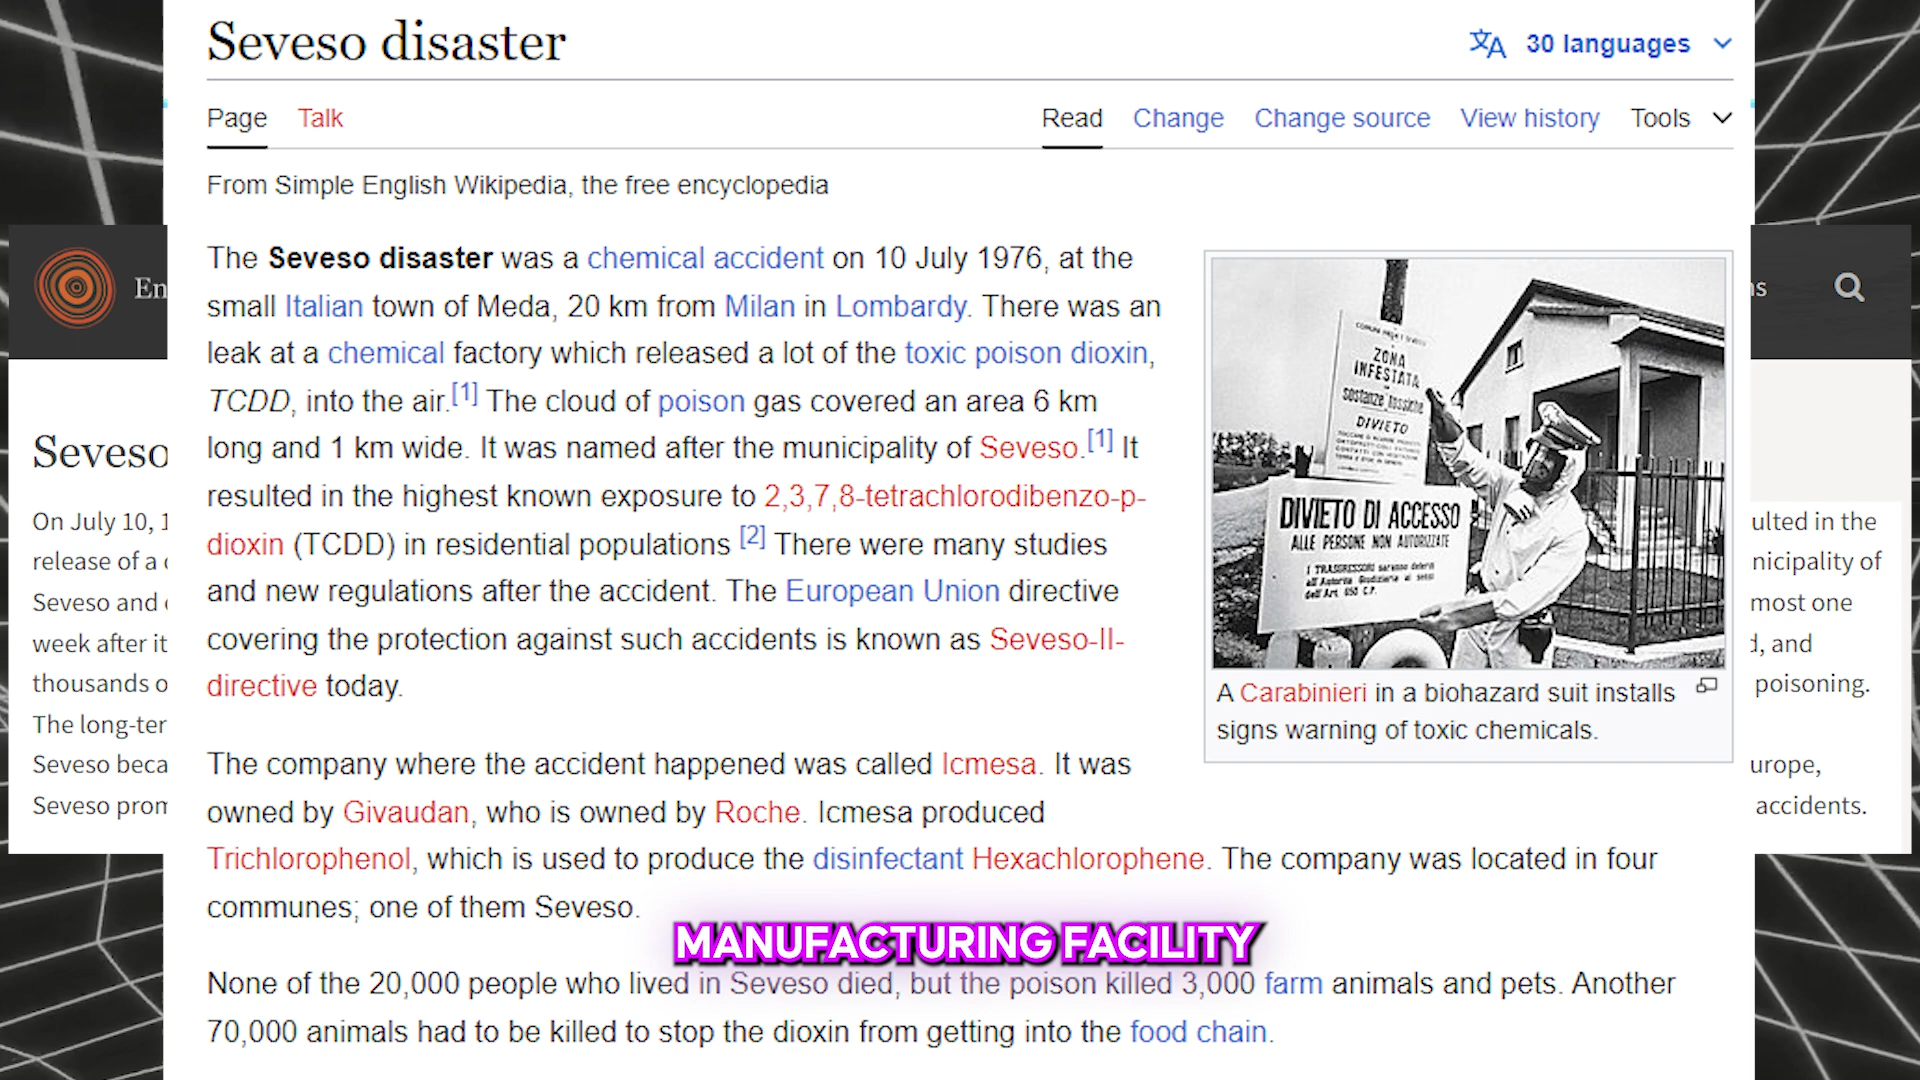 Seveso disaster
30 languages
Page Talk Read Change Change source View history Tools
From Simple English Wikipedia, the free encyclopedia
The Seveso disaster was a chemical accident on 10 July 1976, at the
small Italian town of Meda, 20 km from Milan in Lombardy. There was an
leak at a chemical factory which released a lot of the toxic poison dioxin,
TCDD, into the air.[1] The cloud of poison gas covered an area 6 km
long and 1 km wide. It was named after the municipality of Seveso.[1] It
resulted in the highest known exposure to 2,3,7,8-tetrachlorodibenzo-p-
dioxin (TCDD) in residential populations [2] There were many studies
and new regulations after the accident. The European Union directive
covering the protection against such accidents is known as Seveso-II-
directive today.
ZONA
INFESTATA
sostanze tossiche
DIVIETO
DIVIETO DI ACCESSO
ALLE PERSONE NON AUTORIZZATE
I TRASGRESSORI saranno
dell'Art. 650 C.P.
A Carabinieri in a biohazard suit installs
signs warning of toxic chemicals.
The company where the accident happened was called Icmesa. It was
owned by Givaudan, who is owned by Roche. Icmesa produced
Trichlorophenol, which is used to produce the disinfectant Hexachlorophene. The company was located in four
communes; one of them Seveso.
MANUFACTURING FACILITY
None of the 20,000 people who lived in Seveso died, but the poison killed 3,000 farm animals and pets. Another
70,000 animals had to be killed to stop the dioxin from getting into the food chain.
En
Seveso
On July 10, 1
release of a
Seveso and
week after it
thousands o
The long-ter
Seveso beca
Seveso prom
ns
ulted in the
nicipality of
most one
d, and
poisoning.
urope,
accidents.